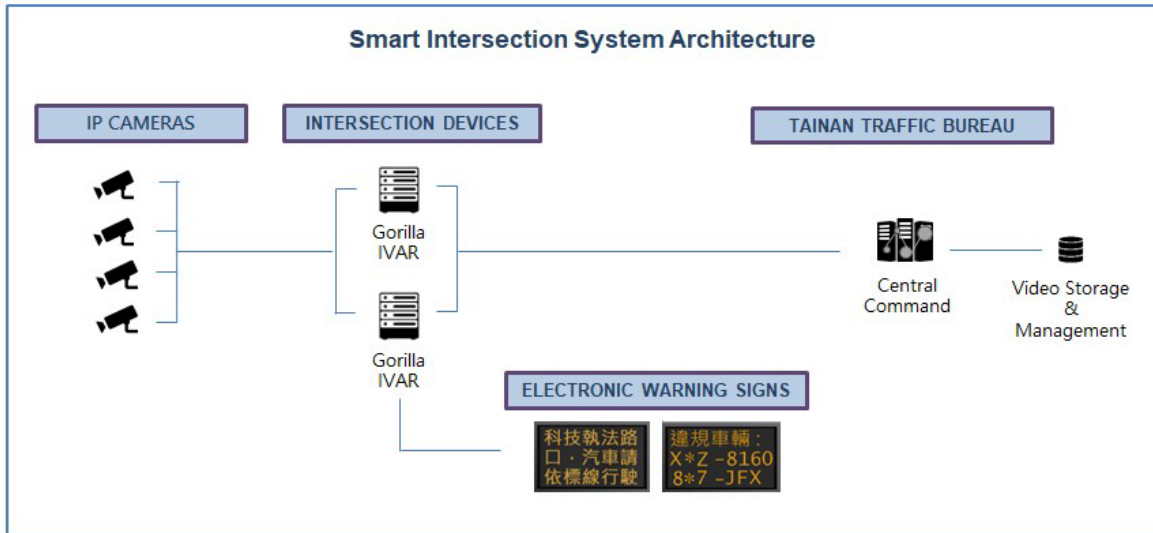 Smart Intersection System Architecture
IP CAMERAS
INTERSECTION DEVICES
TAINAN TRAFFIC BUREAU
Gorilla
IVAR
Gorilla
IVAR
Central
Command
Video Storage
&
Management
ELECTRONIC WARNING SIGNS
科技執法路
口・汽車請
依標線行駛
違規車輛：
X*Z-8160
8*7-JFX